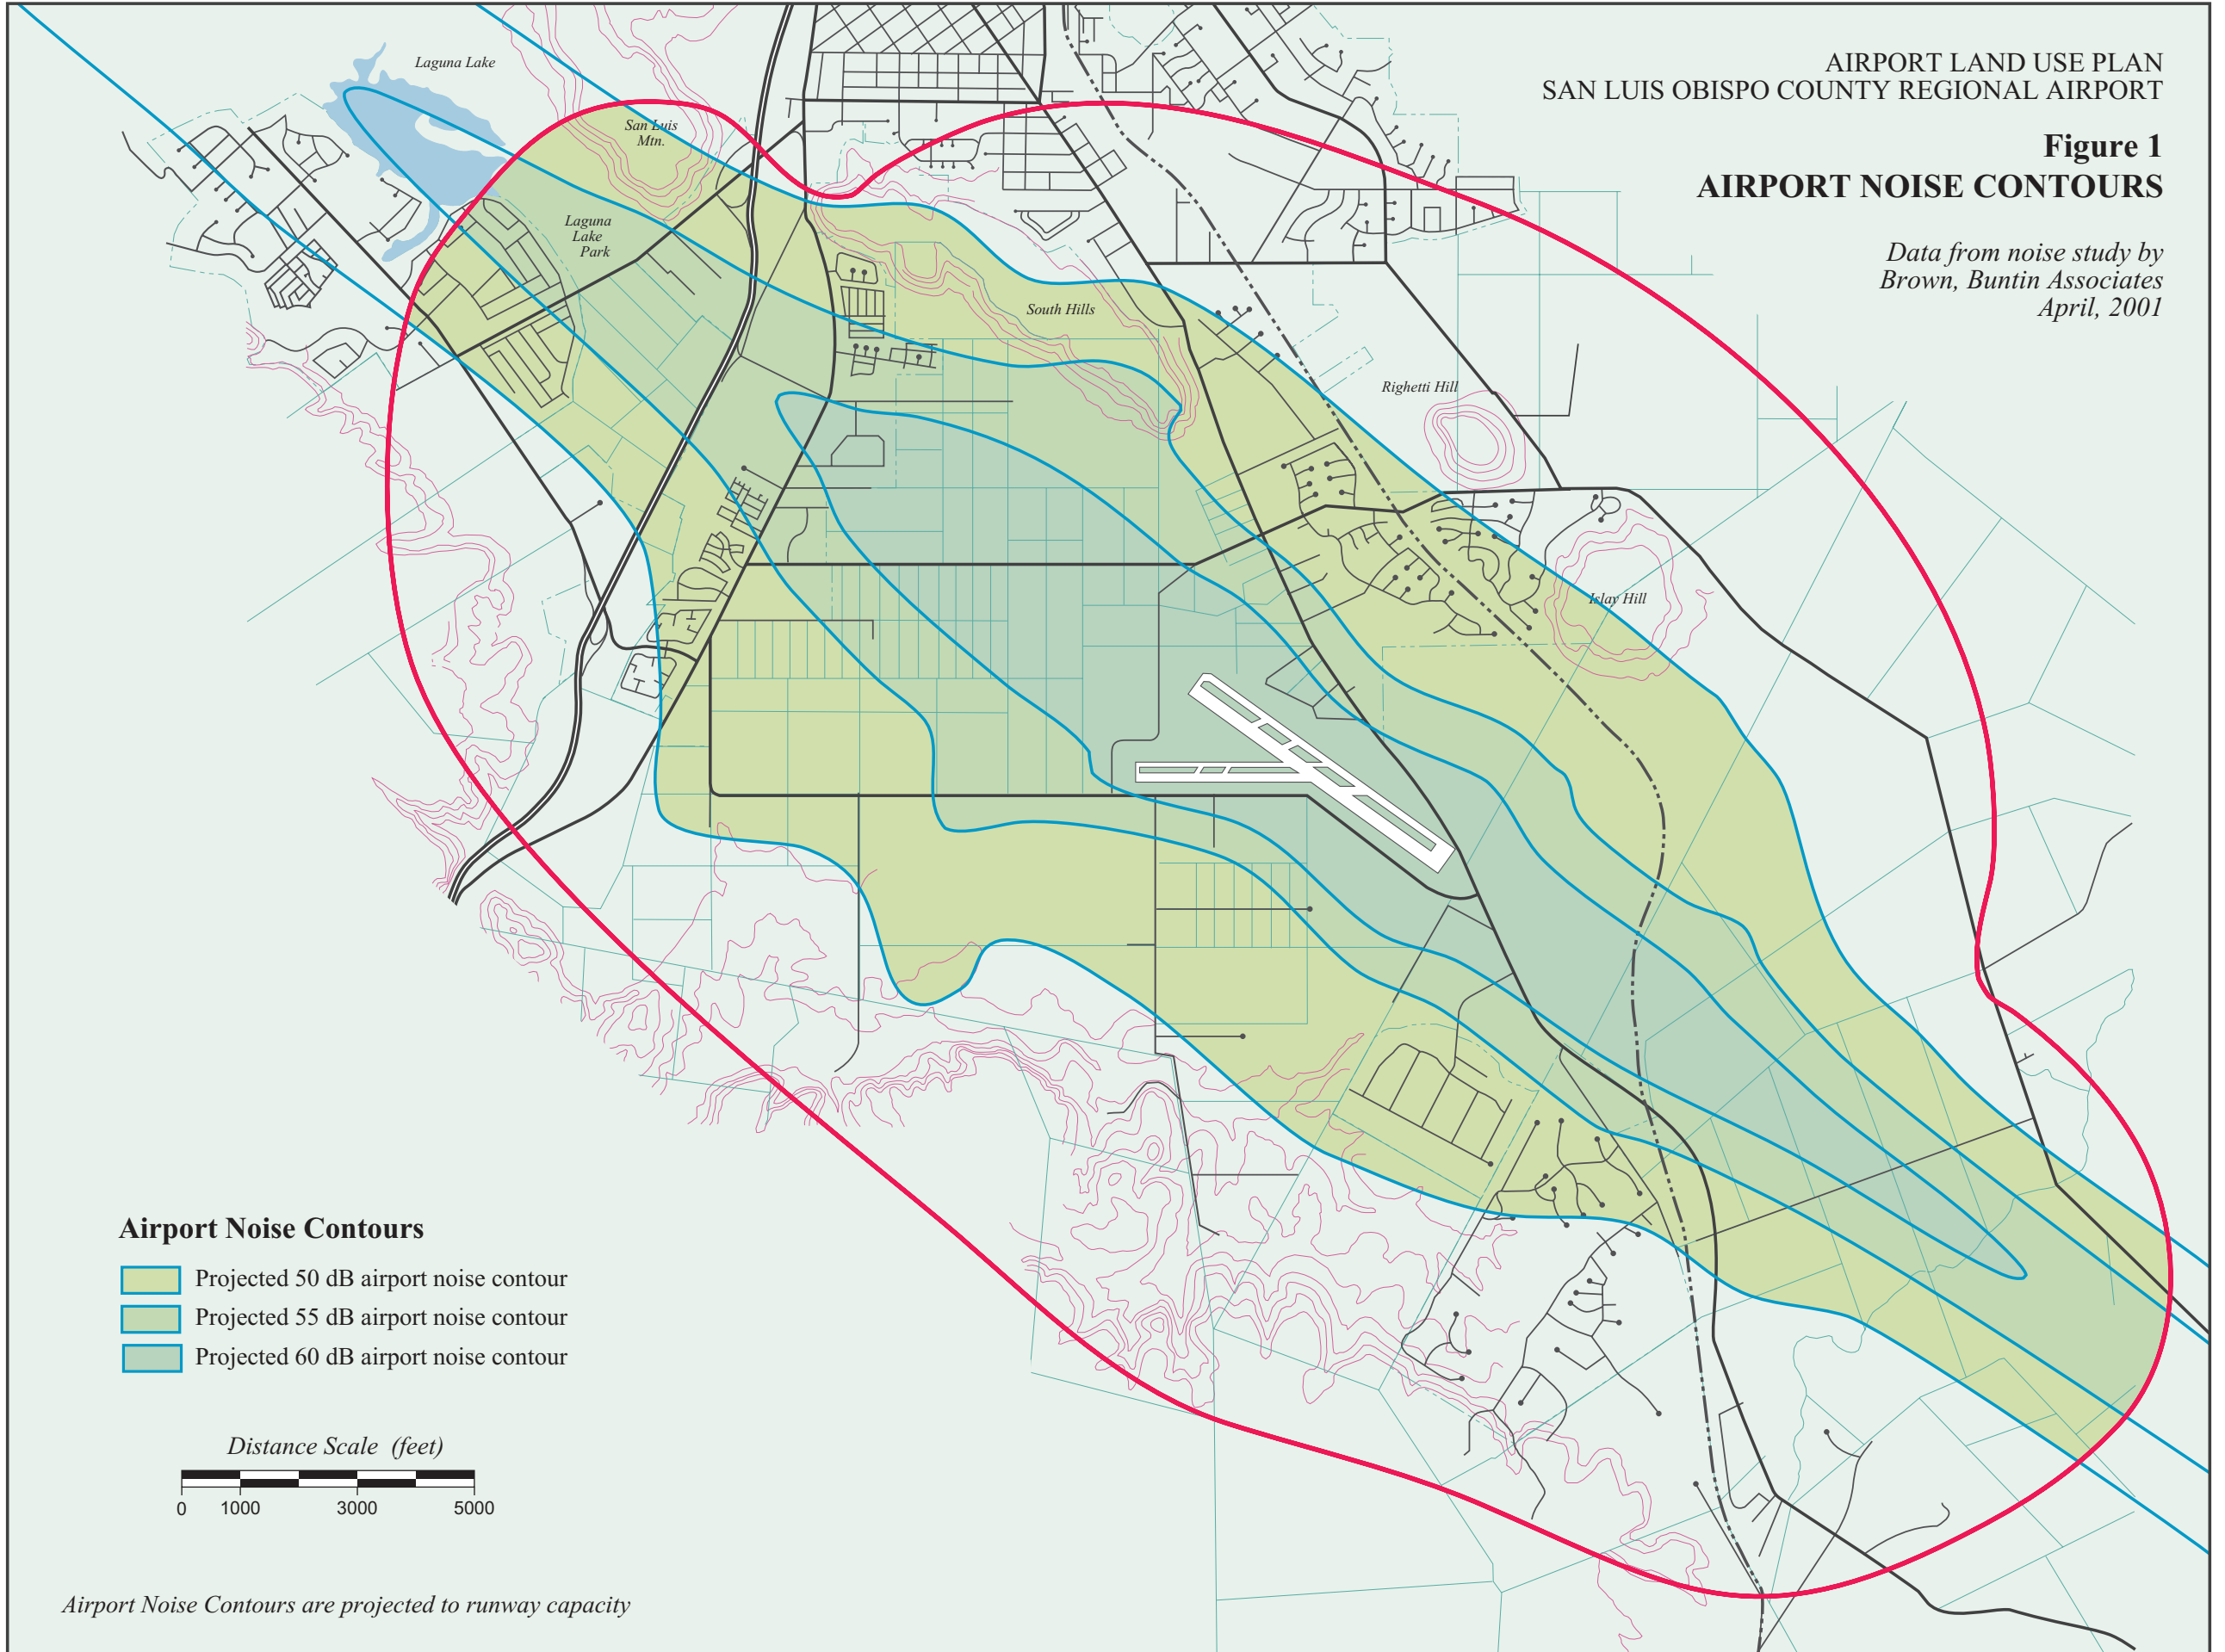 AIRPORT LAND USE PLAN
SAN LUIS OBISPO COUNTY REGIONAL AIRPORT
Figure 1
AIRPORT NOISE CONTOURS
Data from noise study by
Brown, Buntin Associates
April, 2001
Laguna Lake
San Luis
Mtn.
Laguna
Lake
Park
South Hills
Righetti Hill
Islay Hill
Airport Noise Contours
Projected 50 dB airport noise contour
Projected 55 dB airport noise contour
Projected 60 dB airport noise contour
Distance Scale (feet)
0 1000 3000 5000
Airport Noise Contours are projected to runway capacity